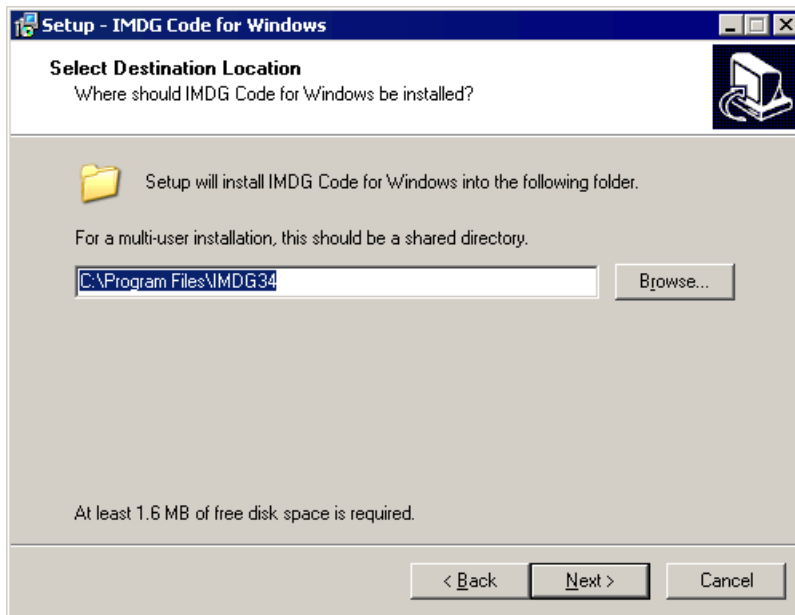 Setup - IMDG Code for Windows
Select Destination Location
Where should IMDG Code for Windows be installed?
Setup will install IMDG Code for Windows into the following folder.
For a multi-user installation, this should be a shared directory.
C:\Program Files\IMDG34
Browse...
At least 1.6 MB of free disk space is required.
< Back
Next >
Cancel